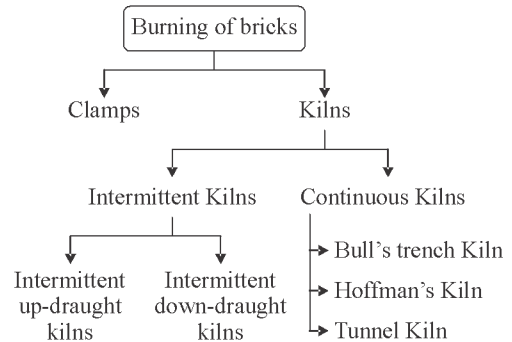 Burning of bricks
Clamps
Kilns
Intermittent Kilns
Continuous Kilns
Intermittent
up-draught
kilns
Intermittent
down-draught
kilns
Bull's trench Kiln
Hoffman's Kiln
Tunnel Kiln